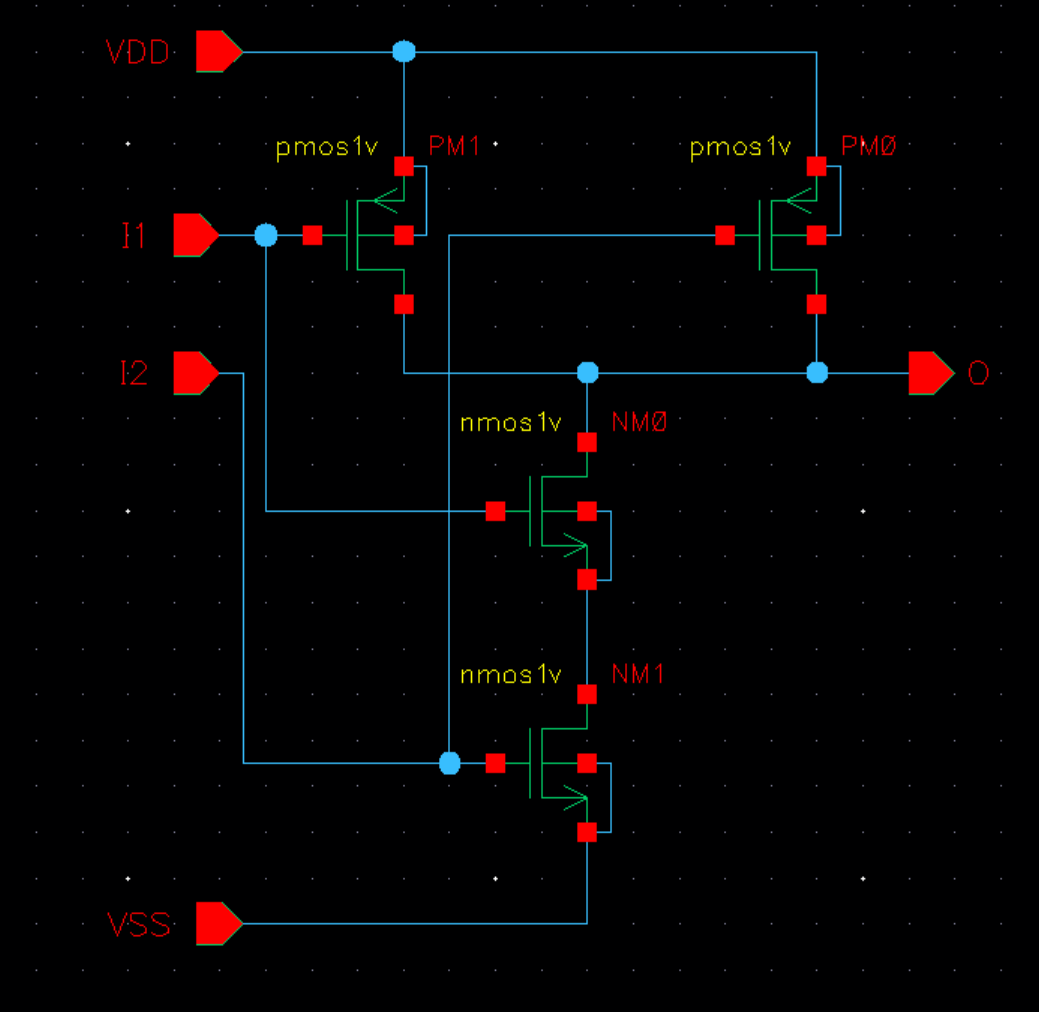 VDD
pmos1v PM1
pmos1v PM0
I1
I2
O
nmos1v NM0
nmos1v NM1
VSS